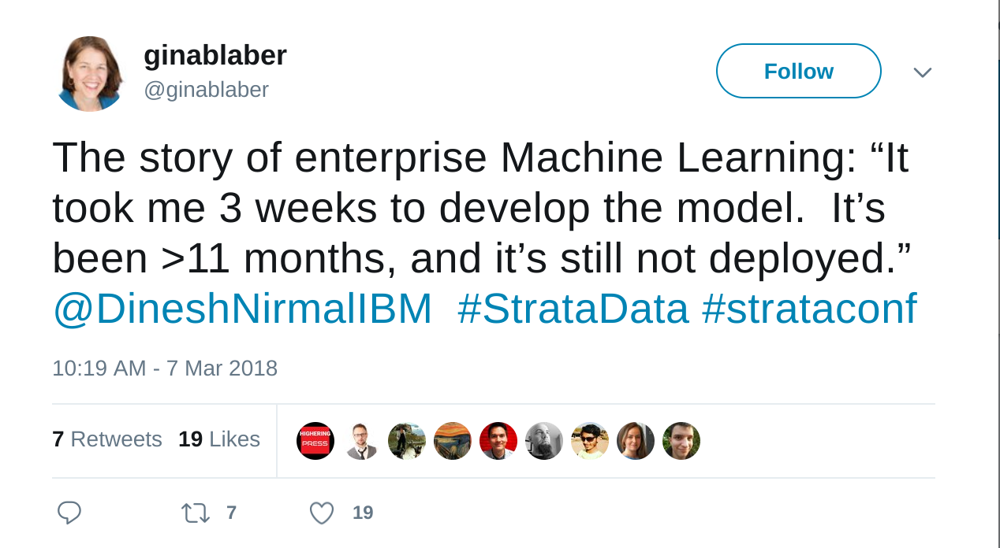 ginablaber
@ginablaber
Follow
The story of enterprise Machine Learning: “It
took me 3 weeks to develop the model.  It’s
been >11 months, and it’s still not deployed.”
@DineshNirmalIBM  #StrataData #strataconf
10:19 AM - 7 Mar 2018
7 Retweets 19 Likes
HIGHERING
PRESS
7 19